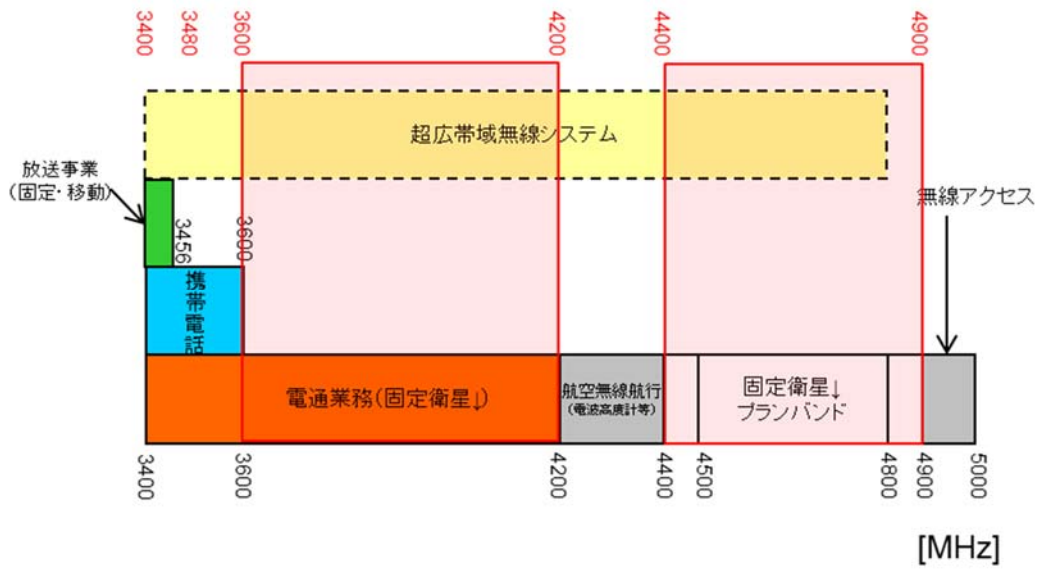 3400
3480
3600
4200
4400
4900
超広帯域無線システム
放送事業
(固定・移動)
3456
3600
無線アクセス
携帯電話
電通業務(固定衛星↓)
航空無線航行
(電波高度計等)
固定衛星↓
プランバンド
3400
3600
4200
4400
4500
4800
4900
5000
[MHz]